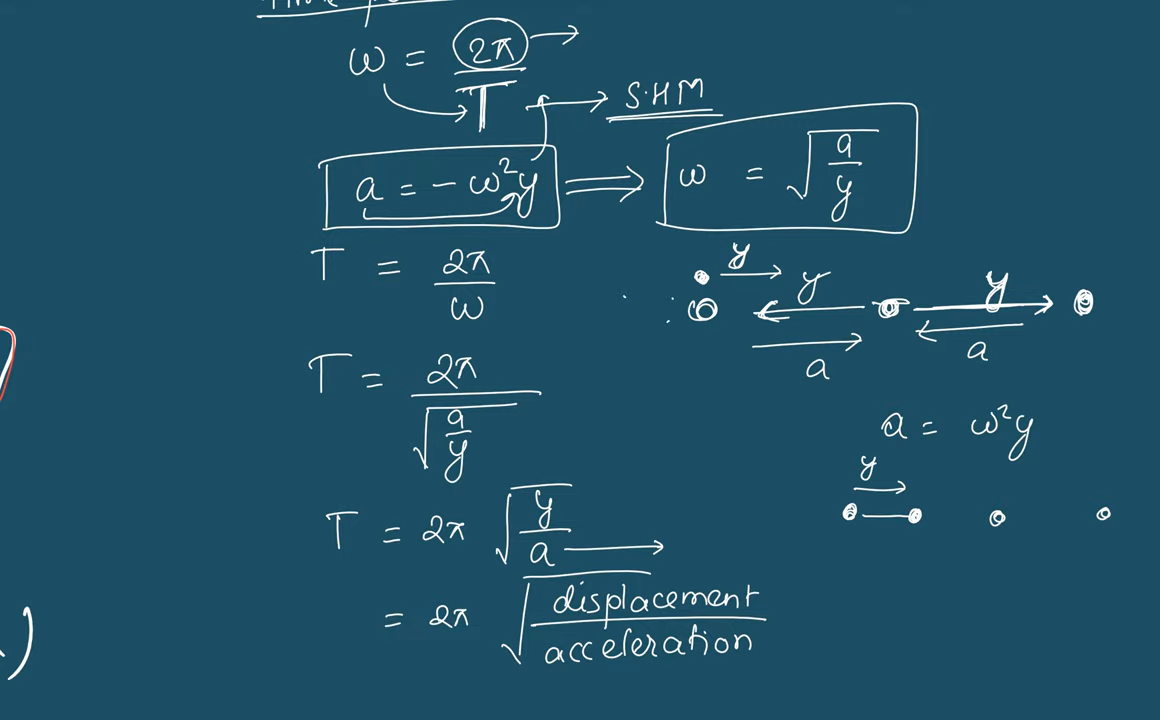 ω = 2π / T
→ S.H.M
a = - ω²y ⟹ ω = √(a/y)
T = 2π / ω
y
y y
a a
T = 2π / √(a/y)
a = ω²y
y
T = 2π √(y/a) →
= 2π √(displacement / acceleration)
)